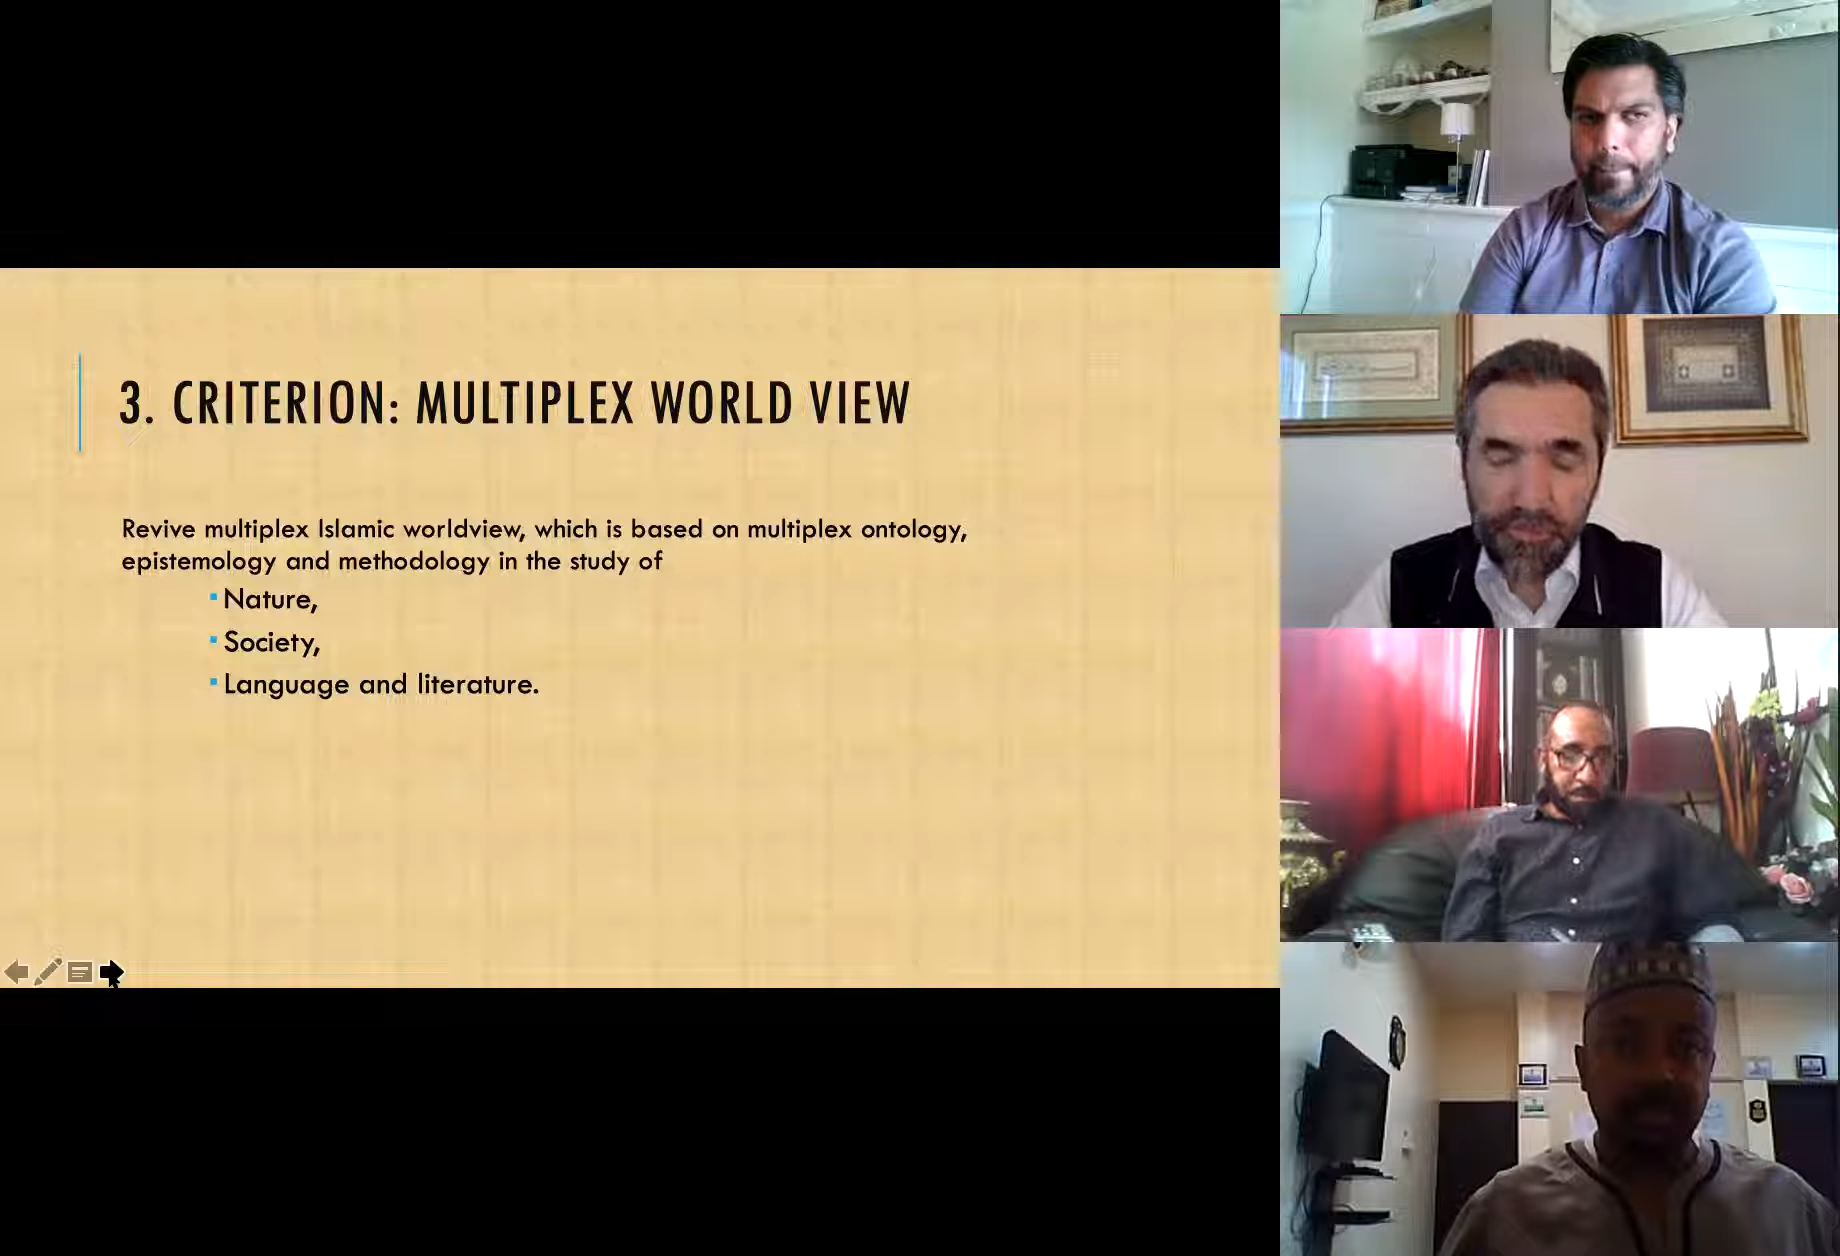 3. CRITERION: MULTIPLEX WORLD VIEW
Revive multiplex Islamic worldview, which is based on multiplex ontology,
epistemology and methodology in the study of
Nature,
Society,
Language and literature.